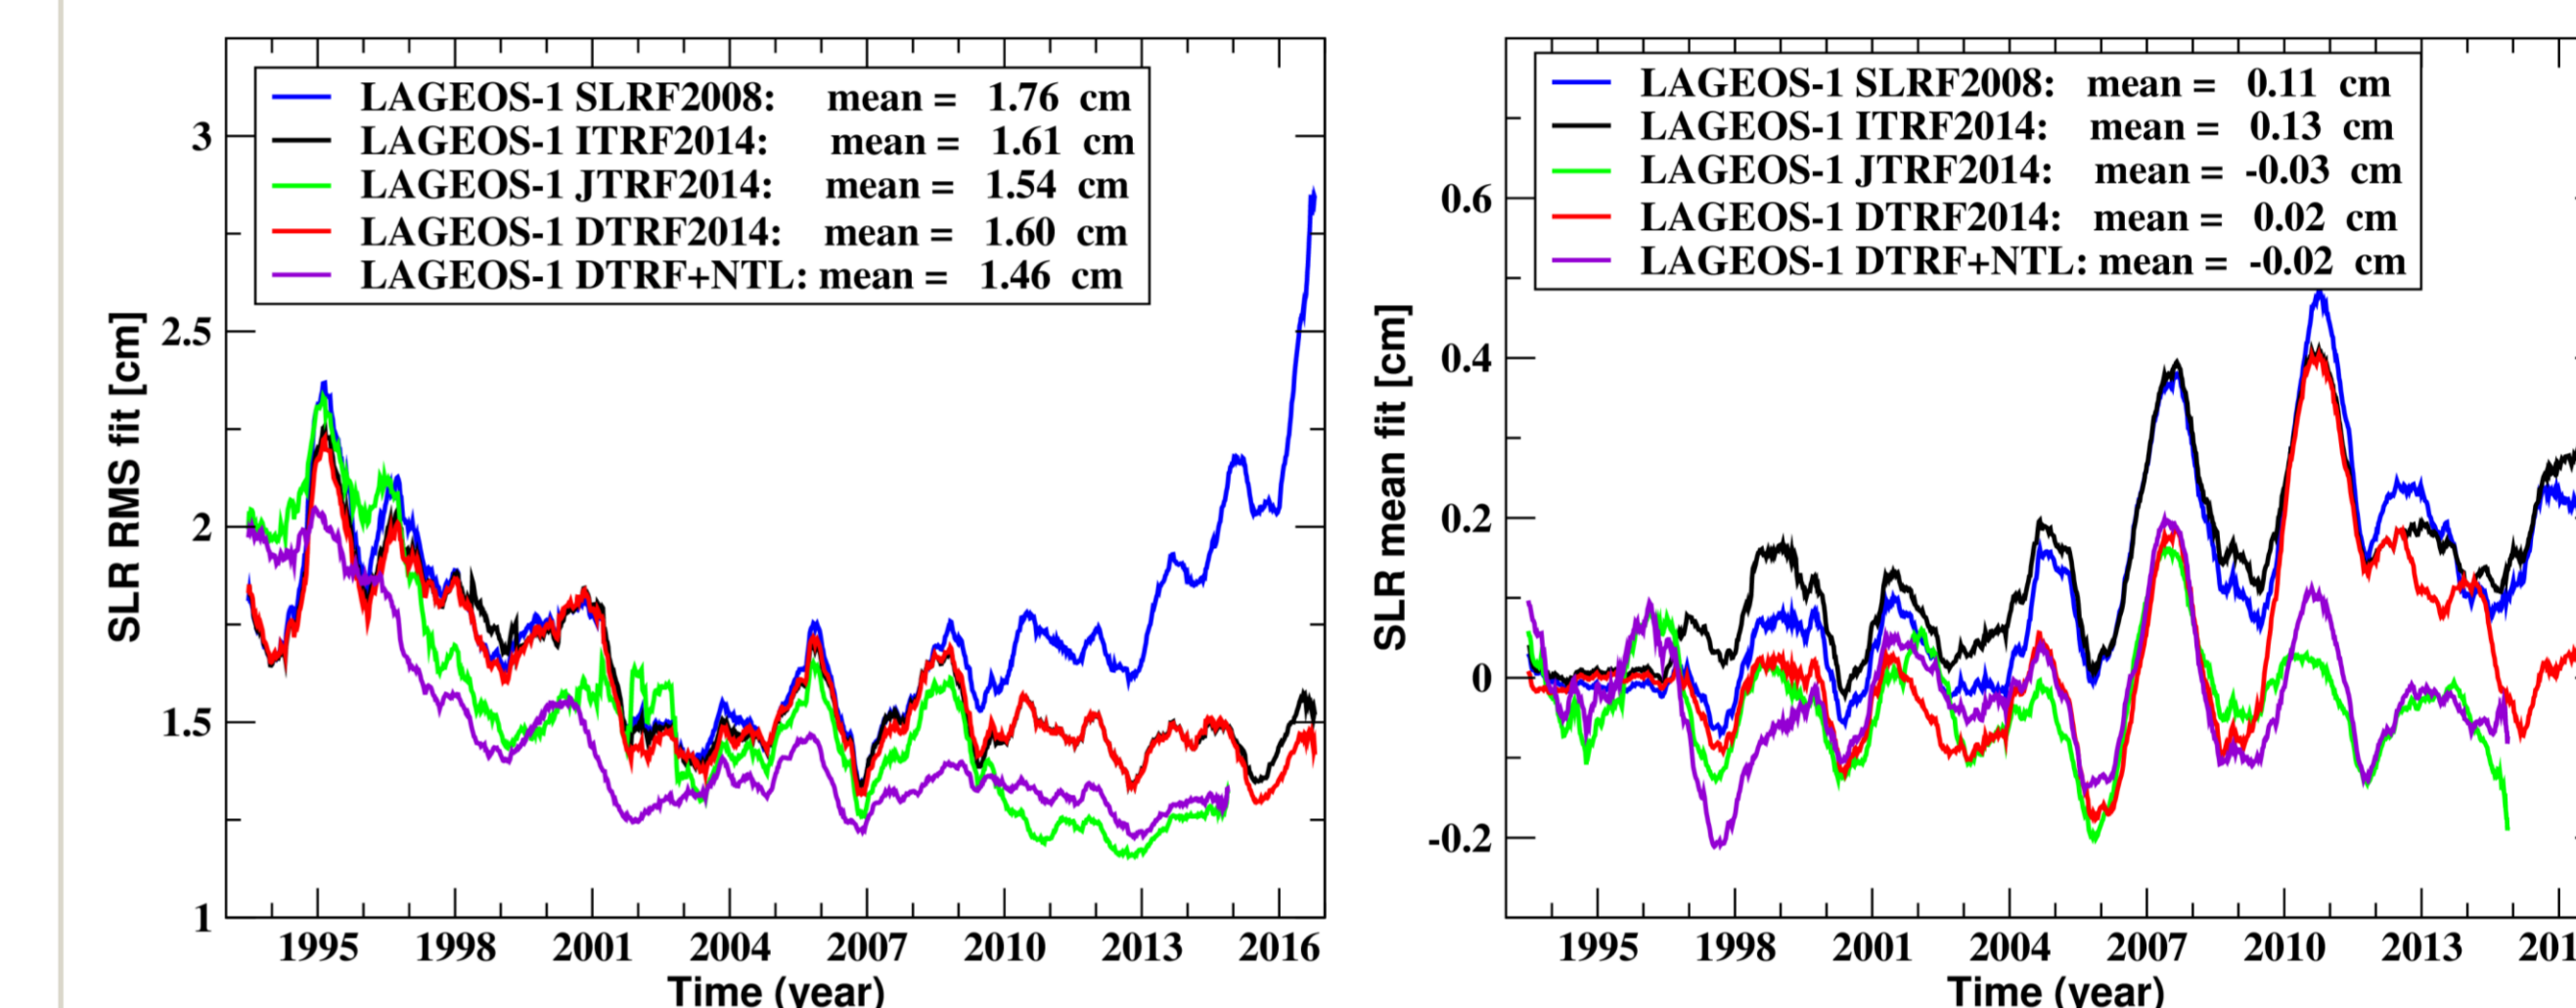 LAGEOS-1 SLRF2008: mean = 1.76 cm
LAGEOS-1 ITRF2014: mean = 1.61 cm
LAGEOS-1 JTRF2014: mean = 1.54 cm
LAGEOS-1 DTRF2014: mean = 1.60 cm
LAGEOS-1 DTRF+NTL: mean = 1.46 cm
3
2.5
2
1.5
1
SLR RMS fit [cm]
1995 1998 2001 2004 2007 2010 2013 2016
Time (year)
LAGEOS-1 SLRF2008: mean = 0.11 cm
LAGEOS-1 ITRF2014: mean = 0.13 cm
LAGEOS-1 JTRF2014: mean = -0.03 cm
LAGEOS-1 DTRF2014: mean = 0.02 cm
LAGEOS-1 DTRF+NTL: mean = -0.02 cm
0.6
0.4
0.2
0
-0.2
SLR mean fit [cm]
1995 1998 2001 2004 2007 2010 2013 201
Time (year)